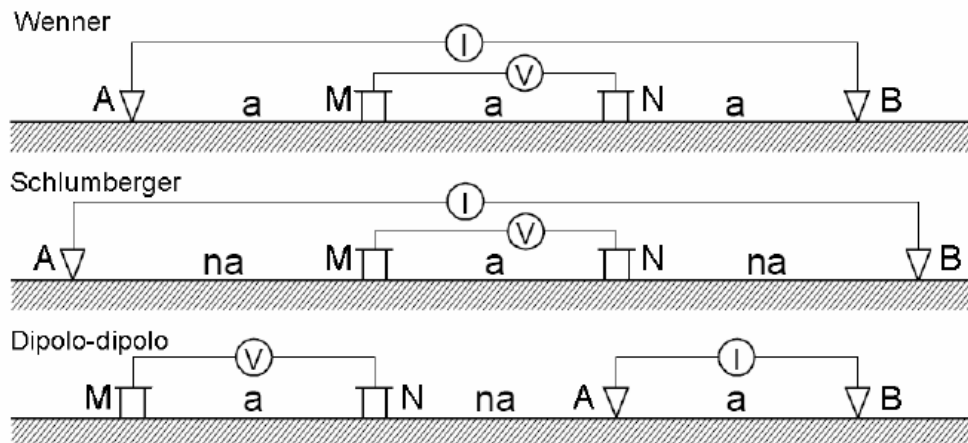 Wenner
I
V
A a M a N a B
Schlumberger
I
V
A na M a N na B
Dipolo-dipolo
V I
M a N na A a B